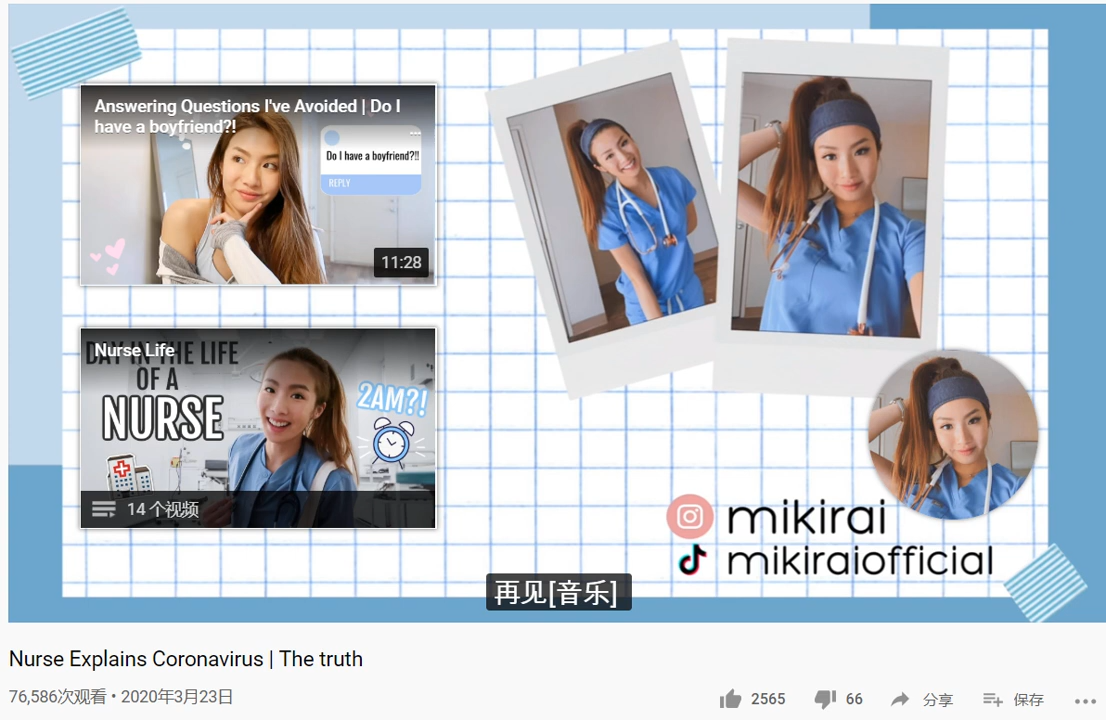 Answering Questions I've Avoided | Do I
have a boyfriend?!
Do I have a boyfriend?!!
REPLY
11:28
Nurse Life
DAY IN THE LIFE
OF A
NURSE
2AM?!
14 个视频
mikirai
mikiraiofficial
再见[音乐]
Nurse Explains Coronavirus | The truth
76,586次观看 • 2020年3月23日
2565
66
分享
保存